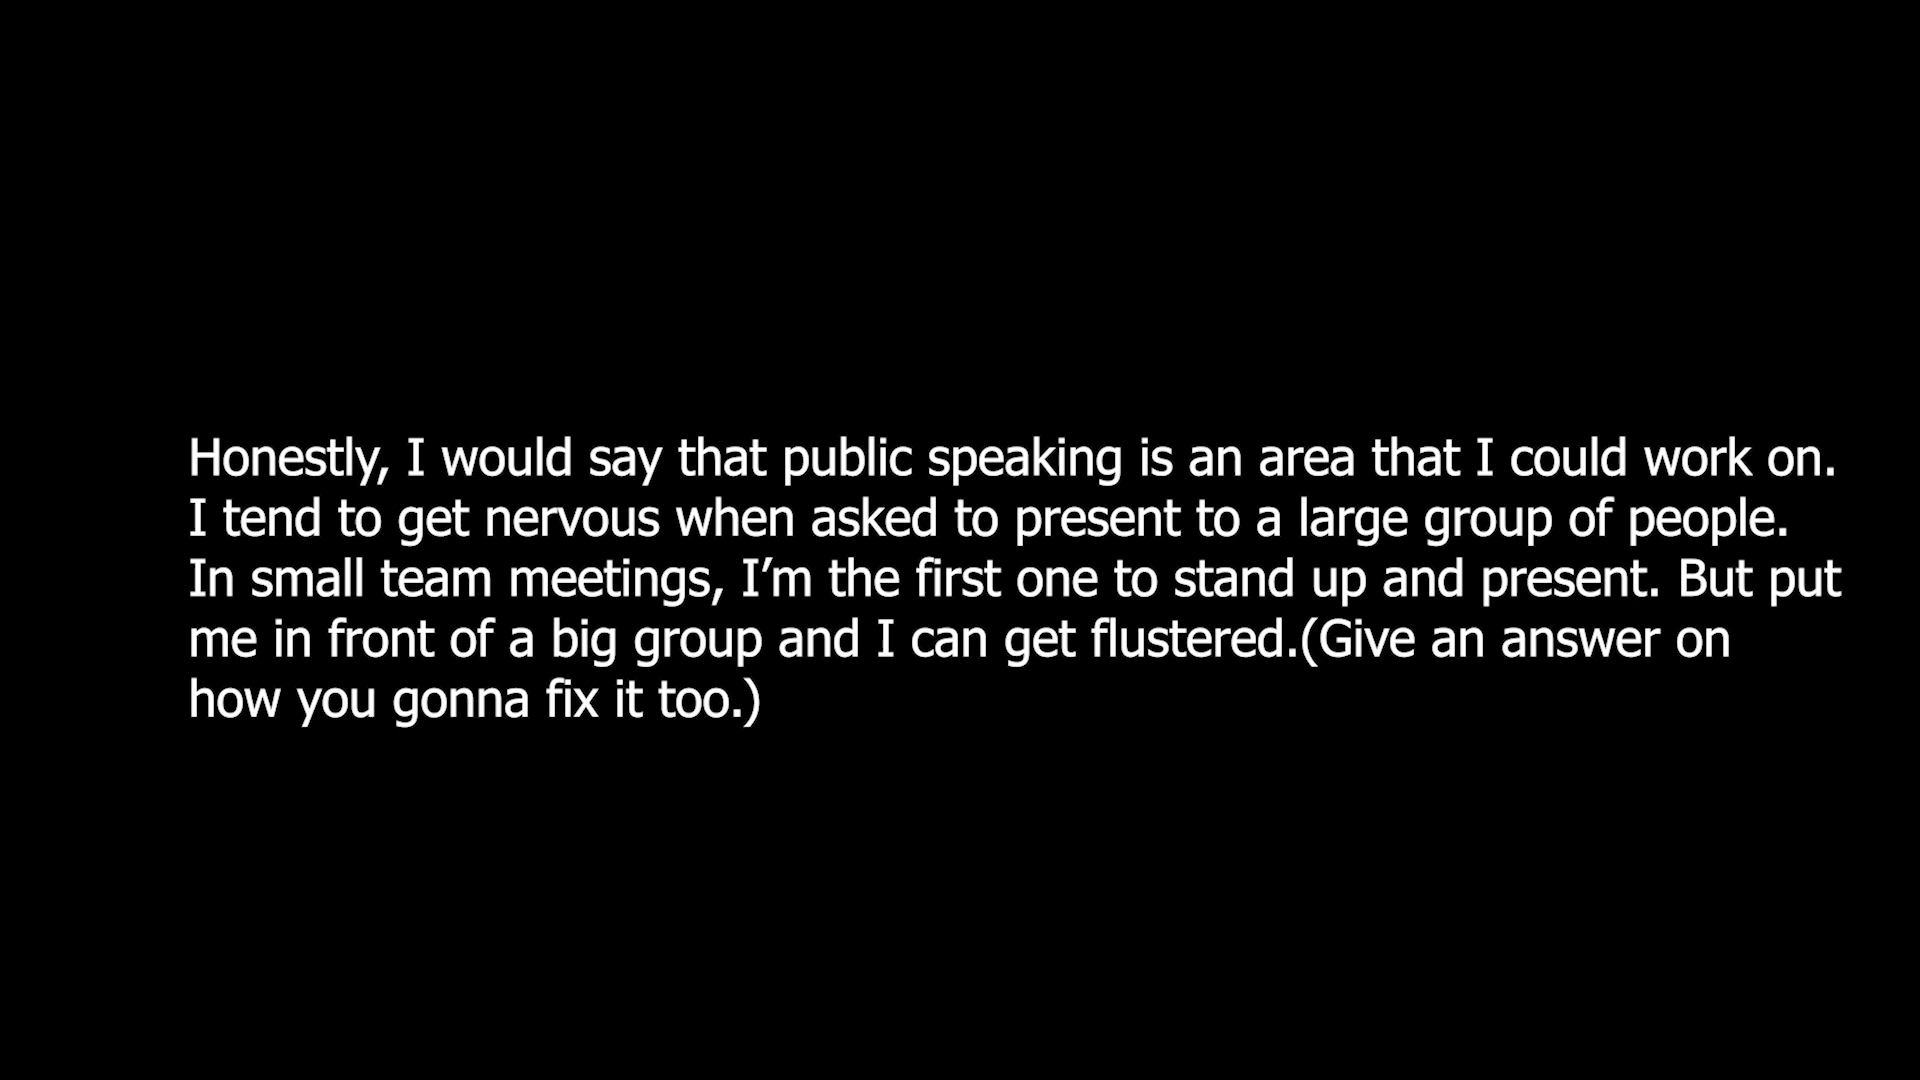 Honestly, I would say that public speaking is an area that I could work on.
I tend to get nervous when asked to present to a large group of people.
In small team meetings, I’m the first one to stand up and present. But put
me in front of a big group and I can get flustered.(Give an answer on
how you gonna fix it too.)